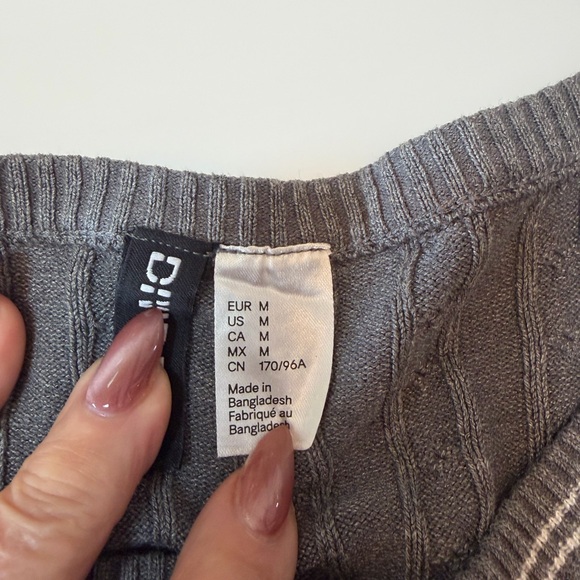 EUR M
US M
CA M
MX M
CN 170/96A
Made in
Bangladesh
Fabriqué au
Bangladesh